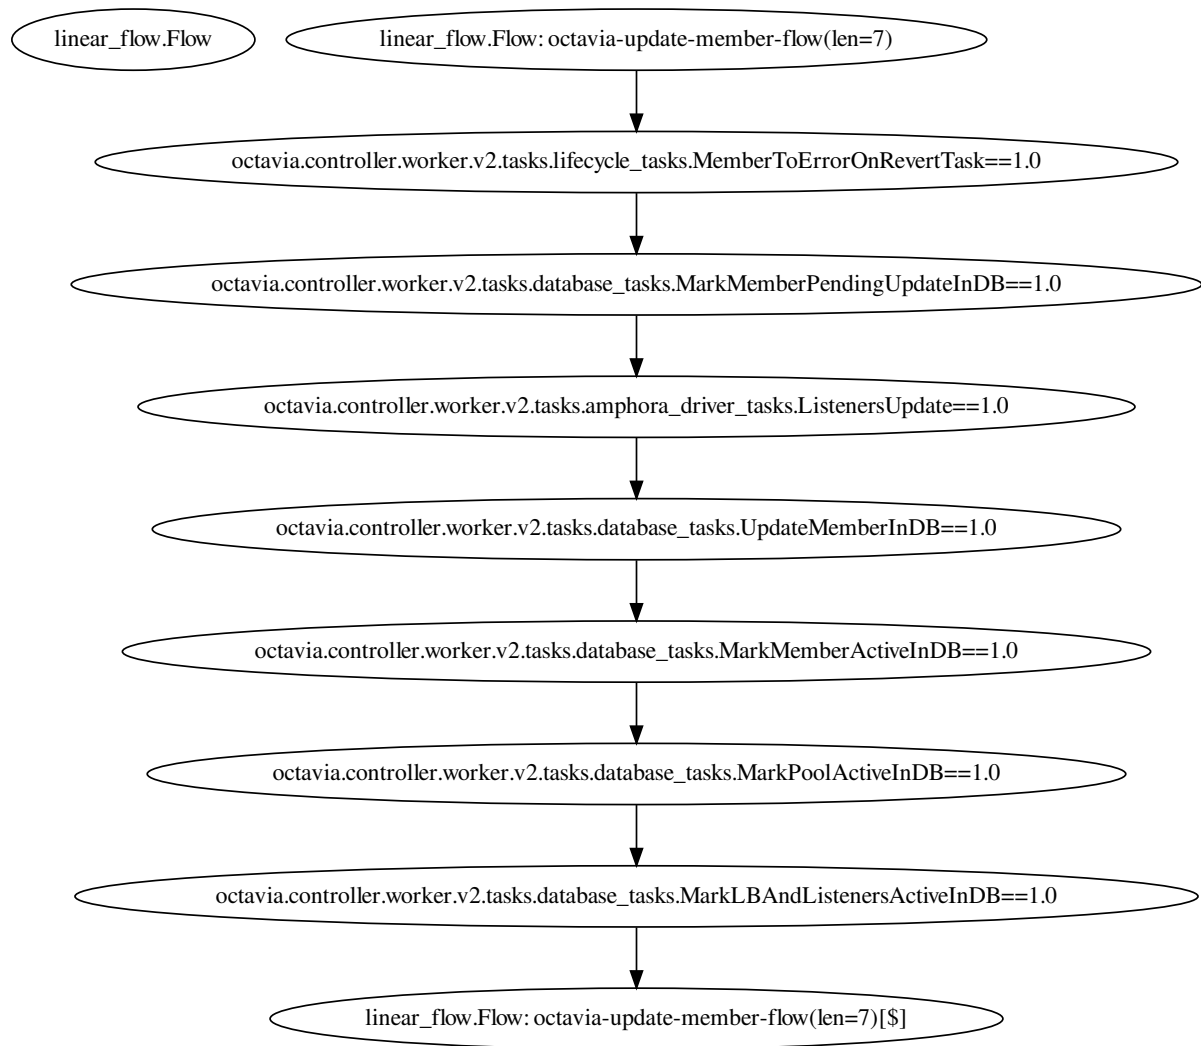 linear_flow.Flow
linear_flow.Flow: octavia-update-member-flow(len=7)
octavia.controller.worker.v2.tasks.lifecycle_tasks.MemberToErrorOnRevertTask==1.0
octavia.controller.worker.v2.tasks.database_tasks.MarkMemberPendingUpdateInDB==1.0
octavia.controller.worker.v2.tasks.amphora_driver_tasks.ListenersUpdate==1.0
octavia.controller.worker.v2.tasks.database_tasks.UpdateMemberInDB==1.0
octavia.controller.worker.v2.tasks.database_tasks.MarkMemberActiveInDB==1.0
octavia.controller.worker.v2.tasks.database_tasks.MarkPoolActiveInDB==1.0
octavia.controller.worker.v2.tasks.database_tasks.MarkLBAndListenersActiveInDB==1.0
linear_flow.Flow: octavia-update-member-flow(len=7)[$]